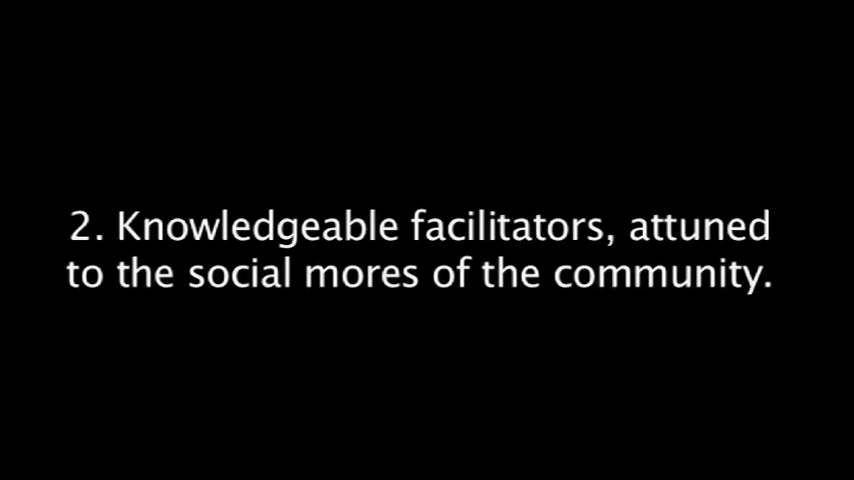 2. Knowledgeable facilitators, attuned
to the social mores of the community.